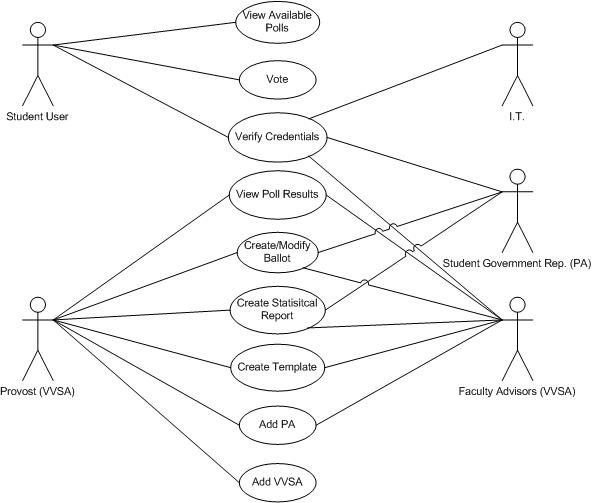 View Available
Polls
Vote
Student User
I.T.
Verify Credentials
View Poll Results
Create/Modify
Ballot
Student Government Rep. (PA)
Create Statisitcal
Report
Create Template
Provost (VVSA)
Faculty Advisors (VVSA)
Add PA
Add VVSA